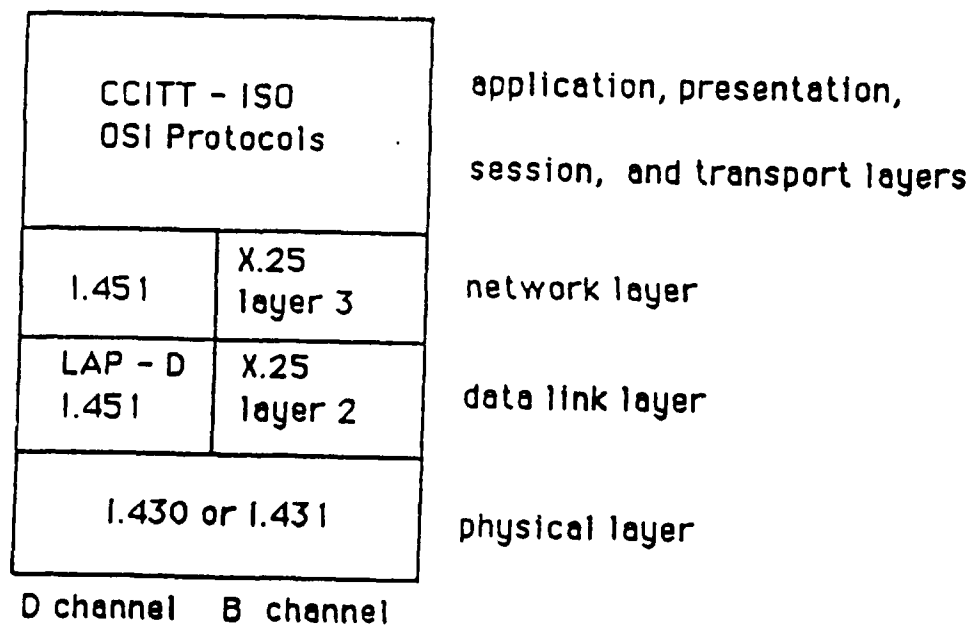 CCITT - ISO
OSI Protocols
application, presentation,
session, and transport layers
I.451
X.25
layer 3
network layer
LAP - D
I.451
X.25
layer 2
data link layer
I.430 or I.431
physical layer
D channel B channel